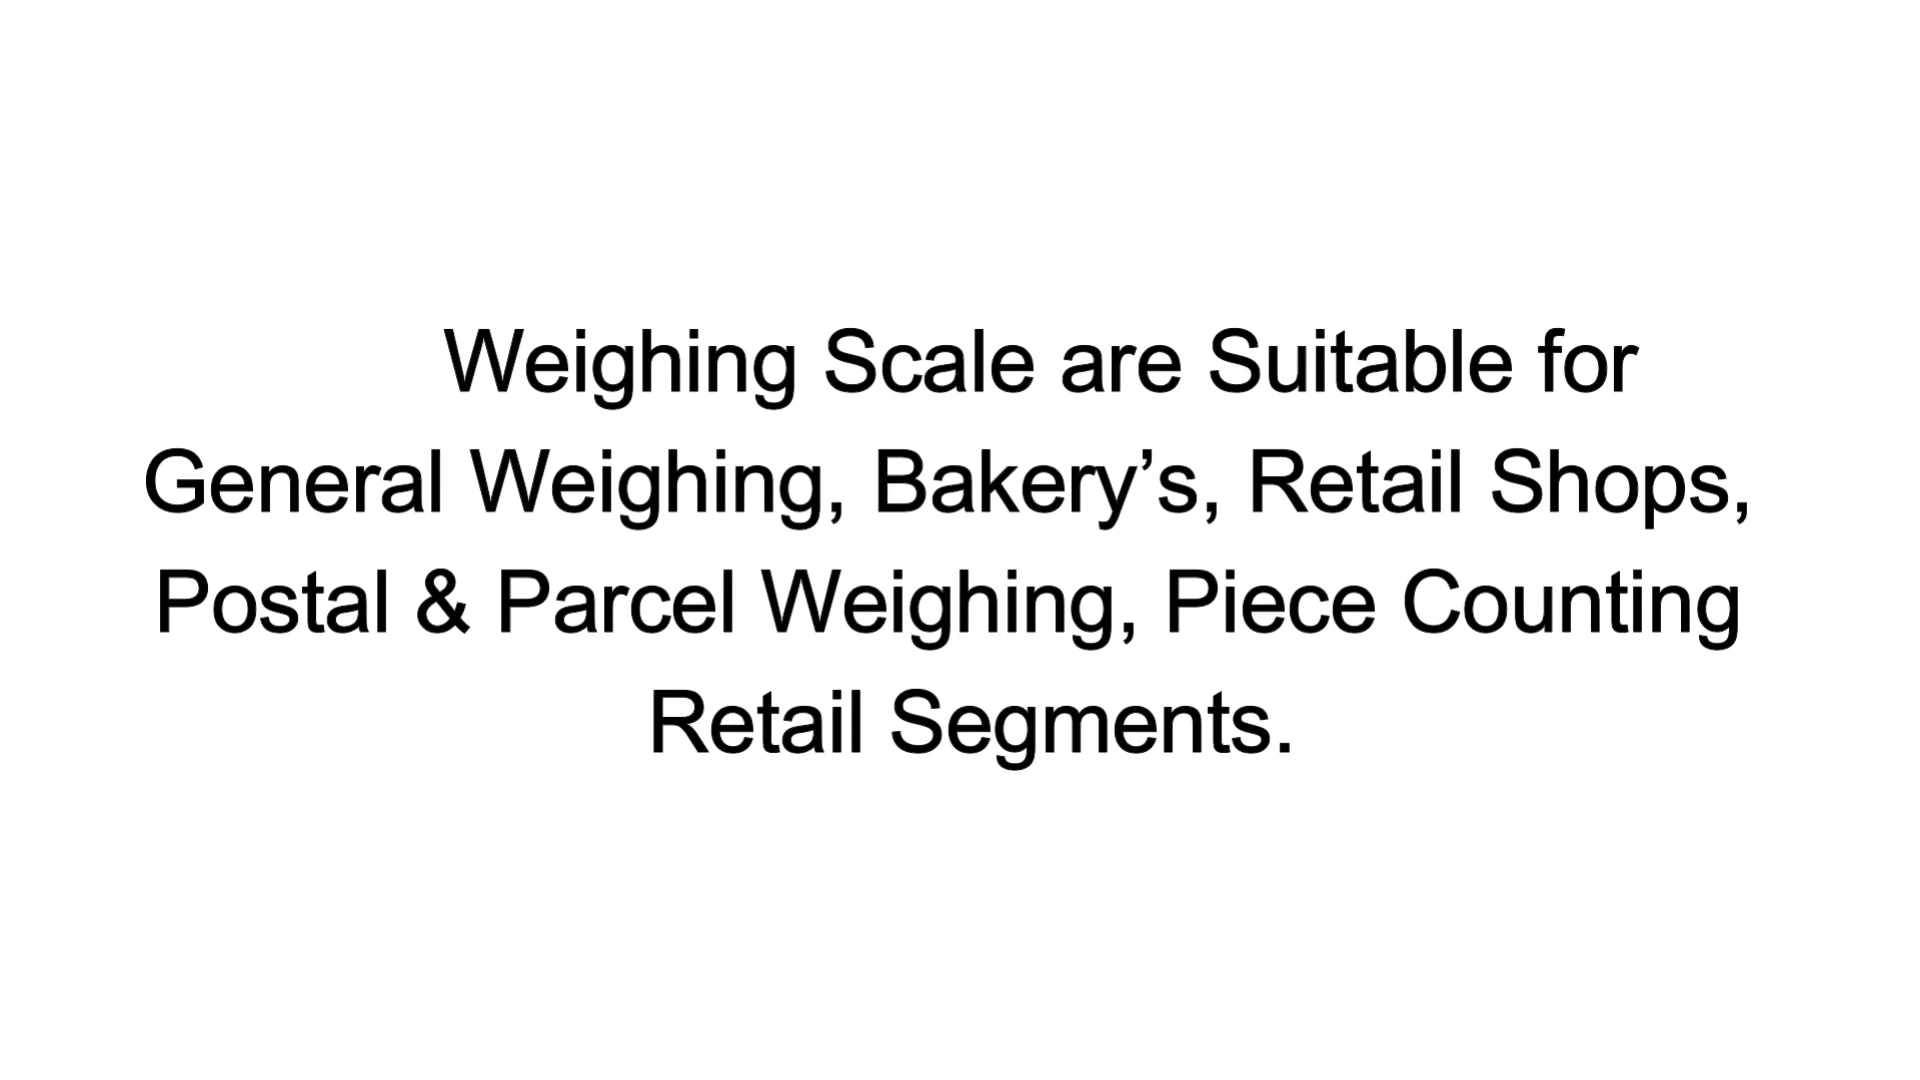 Weighing Scale are Suitable for
General Weighing, Bakery’s, Retail Shops,
Postal & Parcel Weighing, Piece Counting
Retail Segments.